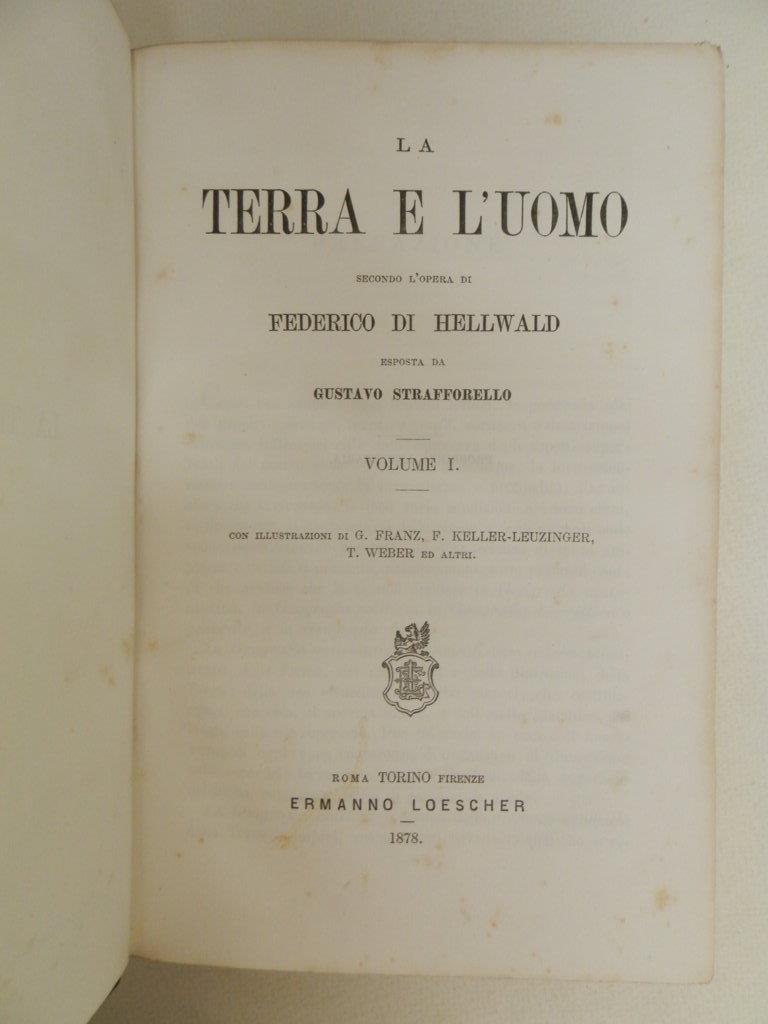 LA
TERRA E L'UOMO
SECONDO L'OPERA DI
FEDERICO DI HELLWALD
ESPOSTA DA
GUSTAVO STRAFFORELLO
VOLUME I.
CON ILLUSTRAZIONI DI G. FRANZ, F. KELLER-LEUZINGER,
T. WEBER ED ALTRI.
ROMA TORINO FIRENZE
ERMANNO LOESCHER
1878.